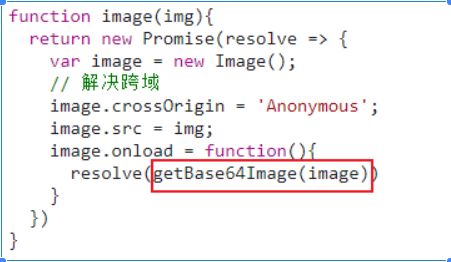 function image(img){
  return new Promise(resolve => {
    var image = new Image();
    // 解决跨域
    image.crossOrigin = 'Anonymous';
    image.src = img;
    image.onload = function(){
      resolve(getBase64Image(image))
    }
  })
}